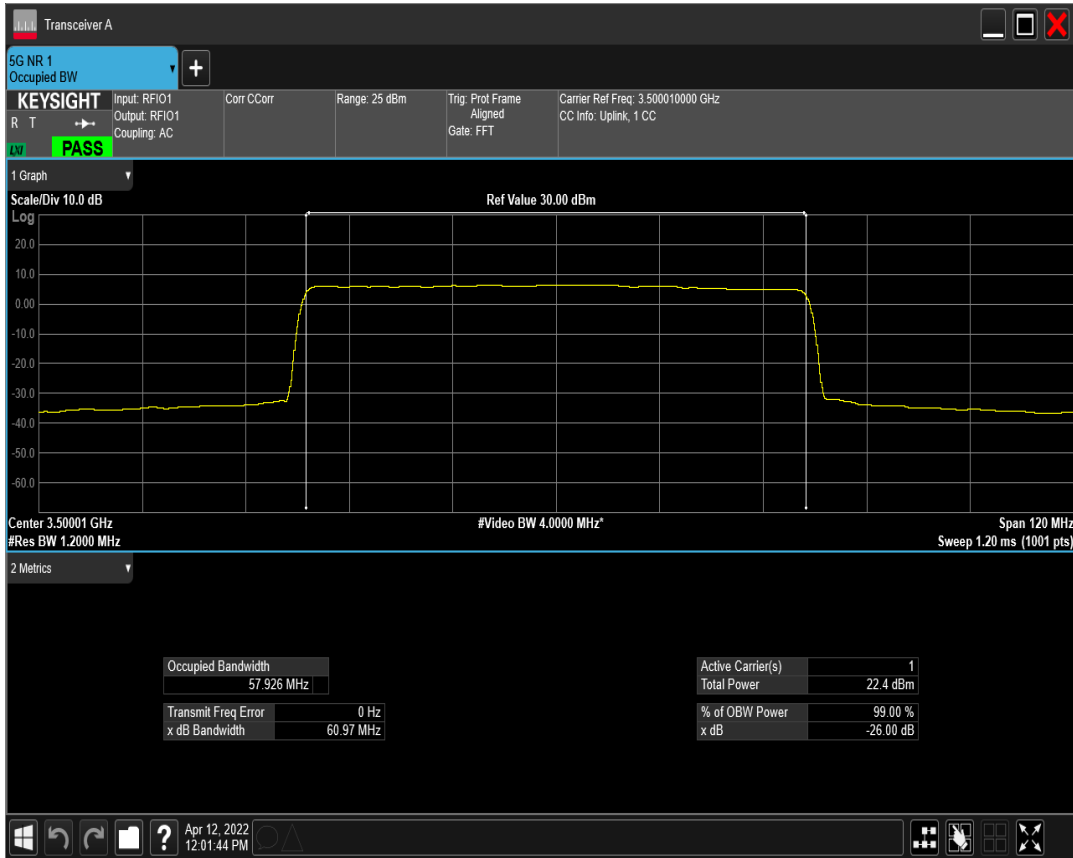 Transceiver A
5G NR 1
Occupied BW
+
KEYSIGHT
R T
LXI
PASS
Input: RFIO1
Output: RFIO1
Coupling: AC
Corr CCorr
Range: 25 dBm
Trig: Prot Frame
Aligned
Gate: FFT
Carrier Ref Freq: 3.500010000 GHz
CC Info: Uplink, 1 CC
1 Graph
Scale/Div 10.0 dB
Ref Value 30.00 dBm
Log
20.0
10.0
0.00
-10.0
-20.0
-30.0
-40.0
-50.0
-60.0
Center 3.50001 GHz
#Video BW 4.0000 MHz*
Span 120 MHz
#Res BW 1.2000 MHz
Sweep 1.20 ms (1001 pts)
2 Metrics
Occupied Bandwidth
57.926 MHz
Transmit Freq Error 0 Hz
x dB Bandwidth 60.97 MHz
Active Carrier(s) 1
Total Power 22.4 dBm
% of OBW Power 99.00 %
x dB -26.00 dB
?
Apr 12, 2022
12:01:44 PM